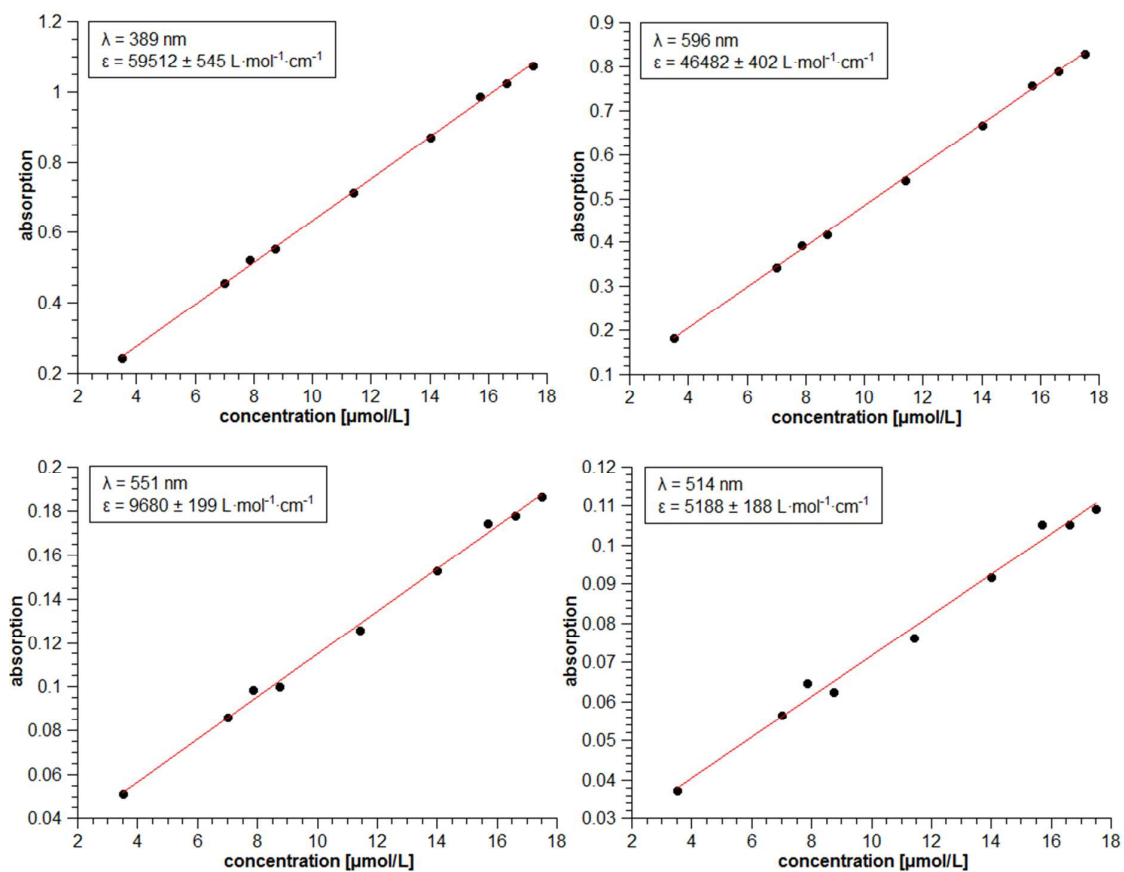 λ = 389 nm
ε = 59512 ± 545 L·mol⁻¹·cm⁻¹
1.2
1
0.8
0.6
0.4
0.2
absorption
2 4 6 8 10 12 14 16 18
concentration [µmol/L]
λ = 596 nm
ε = 46482 ± 402 L·mol⁻¹·cm⁻¹
0.9
0.8
0.7
0.6
0.5
0.4
0.3
0.2
0.1
absorption
2 4 6 8 10 12 14 16 18
concentration [µmol/L]
λ = 551 nm
ε = 9680 ± 199 L·mol⁻¹·cm⁻¹
0.2
0.18
0.16
0.14
0.12
0.1
0.08
0.06
0.04
absorption
2 4 6 8 10 12 14 16 18
concentration [µmol/L]
λ = 514 nm
ε = 5188 ± 188 L·mol⁻¹·cm⁻¹
0.12
0.11
0.1
0.09
0.08
0.07
0.06
0.05
0.04
0.03
absorption
2 4 6 8 10 12 14 16 18
concentration [µmol/L]